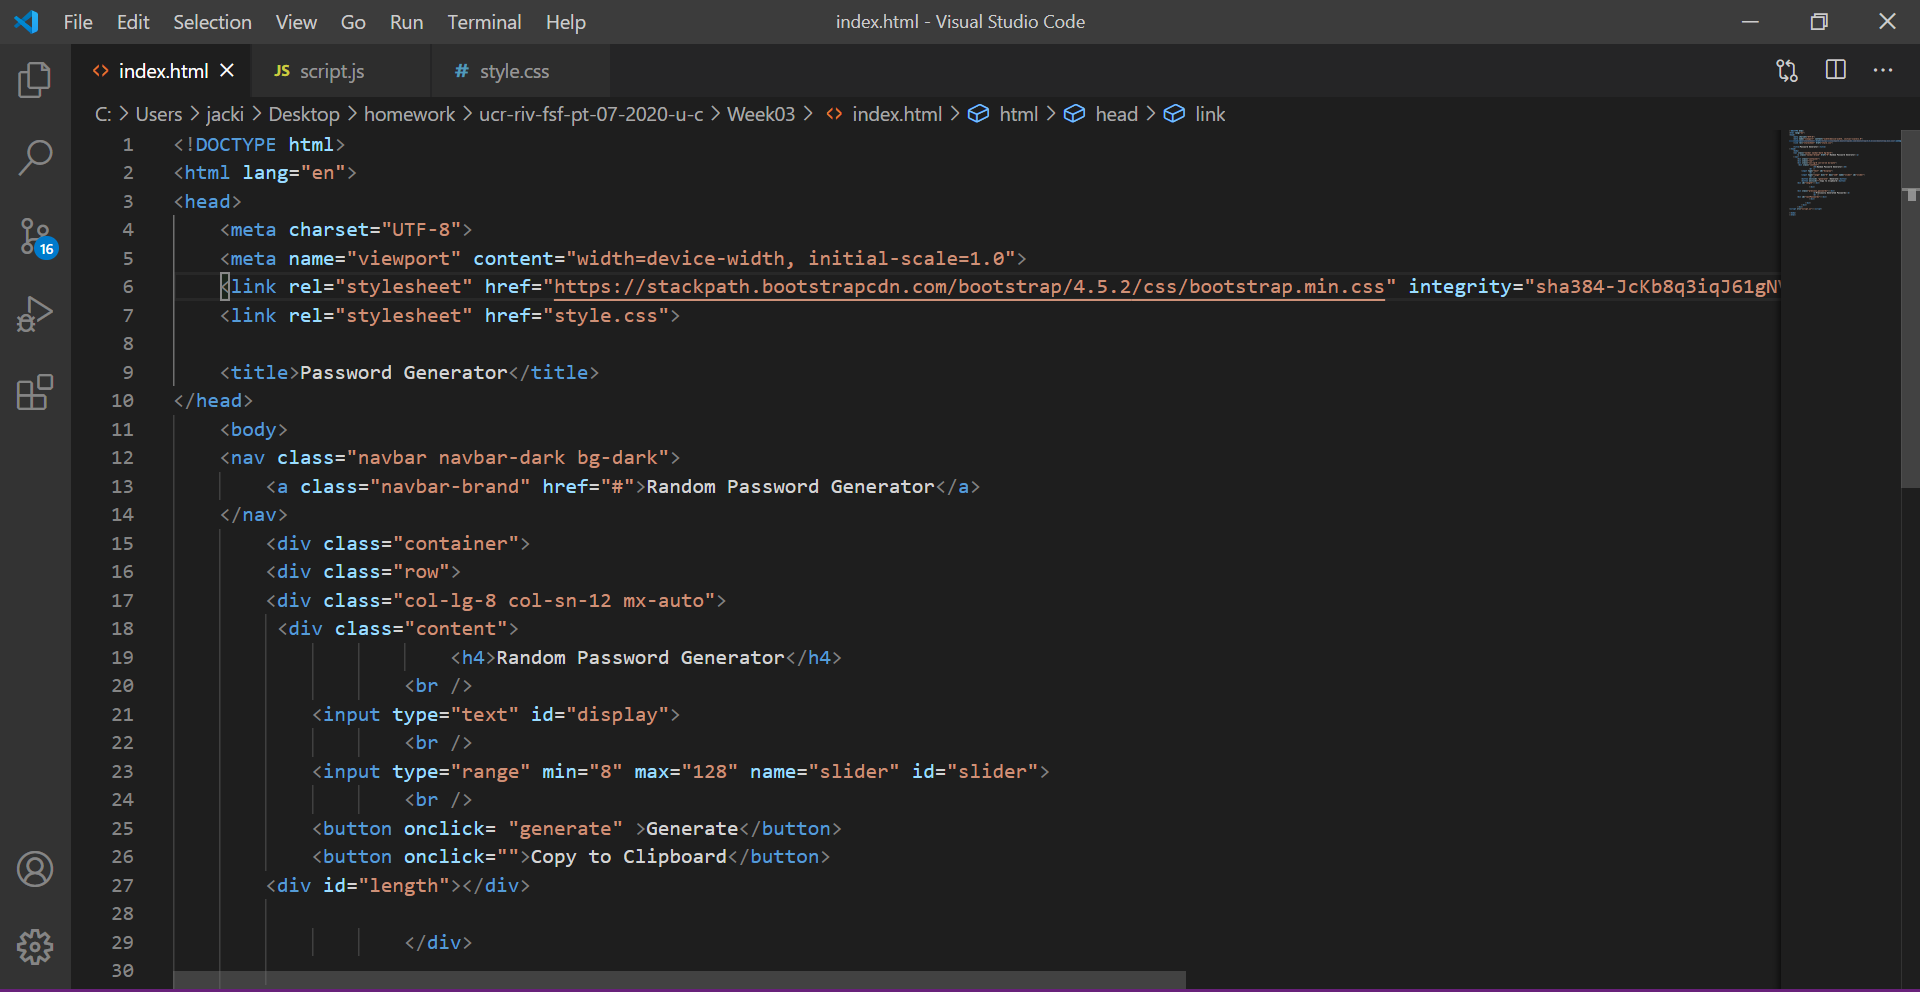 File Edit Selection View Go Run Terminal Help index.html - Visual Studio Code
index.html JS script.js # style.css
C: > Users > jacki > Desktop > homework > ucr-riv-fsf-pt-07-2020-u-c > Week03 > index.html > html > head > link
1 <!DOCTYPE html>
2 <html lang="en">
3 <head>
4 <meta charset="UTF-8">
5 <meta name="viewport" content="width=device-width, initial-scale=1.0">
6 <link rel="stylesheet" href="https://stackpath.bootstrapcdn.com/bootstrap/4.5.2/css/bootstrap.min.css" integrity="sha384-JcKb8q3iqJ61gN
7 <link rel="stylesheet" href="style.css">
8
9 <title>Password Generator</title>
10 </head>
11 <body>
12 <nav class="navbar navbar-dark bg-dark">
13 <a class="navbar-brand" href="#">Random Password Generator</a>
14 </nav>
15 <div class="container">
16 <div class="row">
17 <div class="col-lg-8 col-sn-12 mx-auto">
18 <div class="content">
19 <h4>Random Password Generator</h4>
20 <br />
21 <input type="text" id="display">
22 <br />
23 <input type="range" min="8" max="128" name="slider" id="slider">
24 <br />
25 <button onclick= "generate" >Generate</button>
26 <button onclick="">Copy to Clipboard</button>
27 <div id="length"></div>
28
29 </div>
30
16